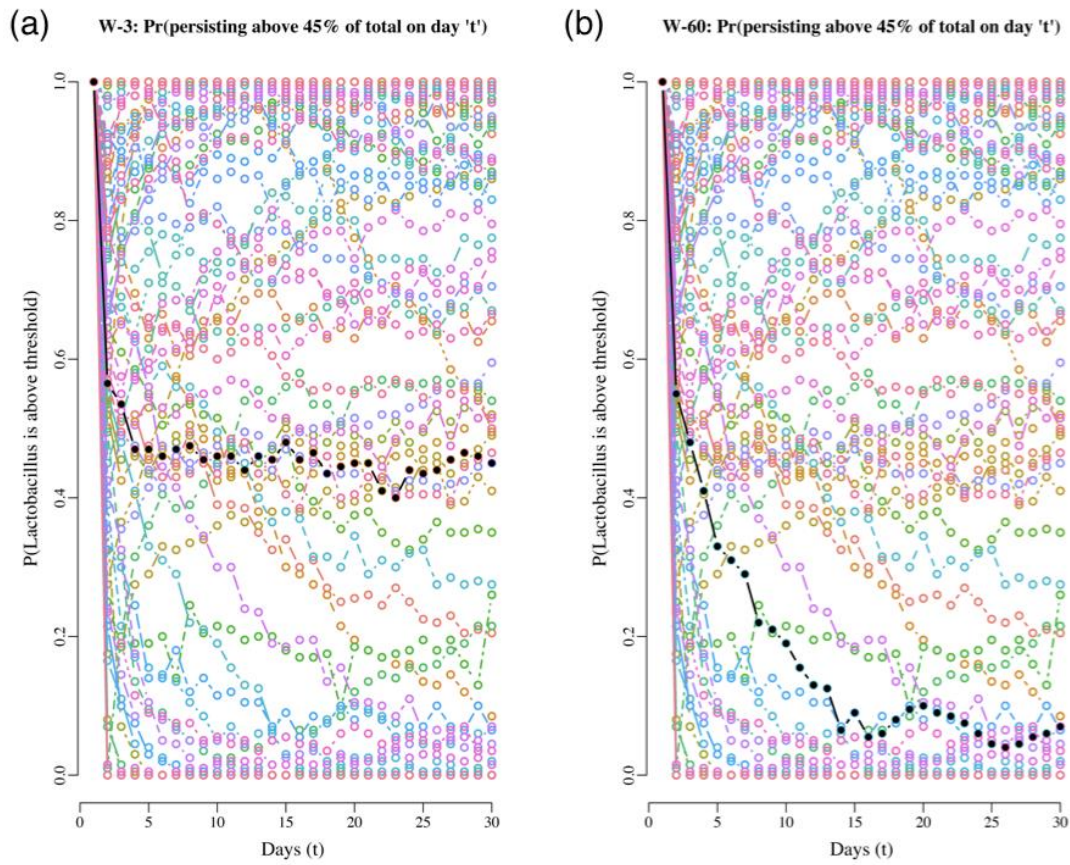 (a)
W-3: Pr(persisting above 45% of total on day 't')
P(Lactobacillus is above threshold)
1.0
0.8
0.6
0.4
0.2
0.0
0 5 10 15 20 25 30
Days (t)
(b)
W-60: Pr(persisting above 45% of total on day 't')
P(Lactobacillus is above threshold)
1.0
0.8
0.6
0.4
0.2
0.0
0 5 10 15 20 25 30
Days (t)